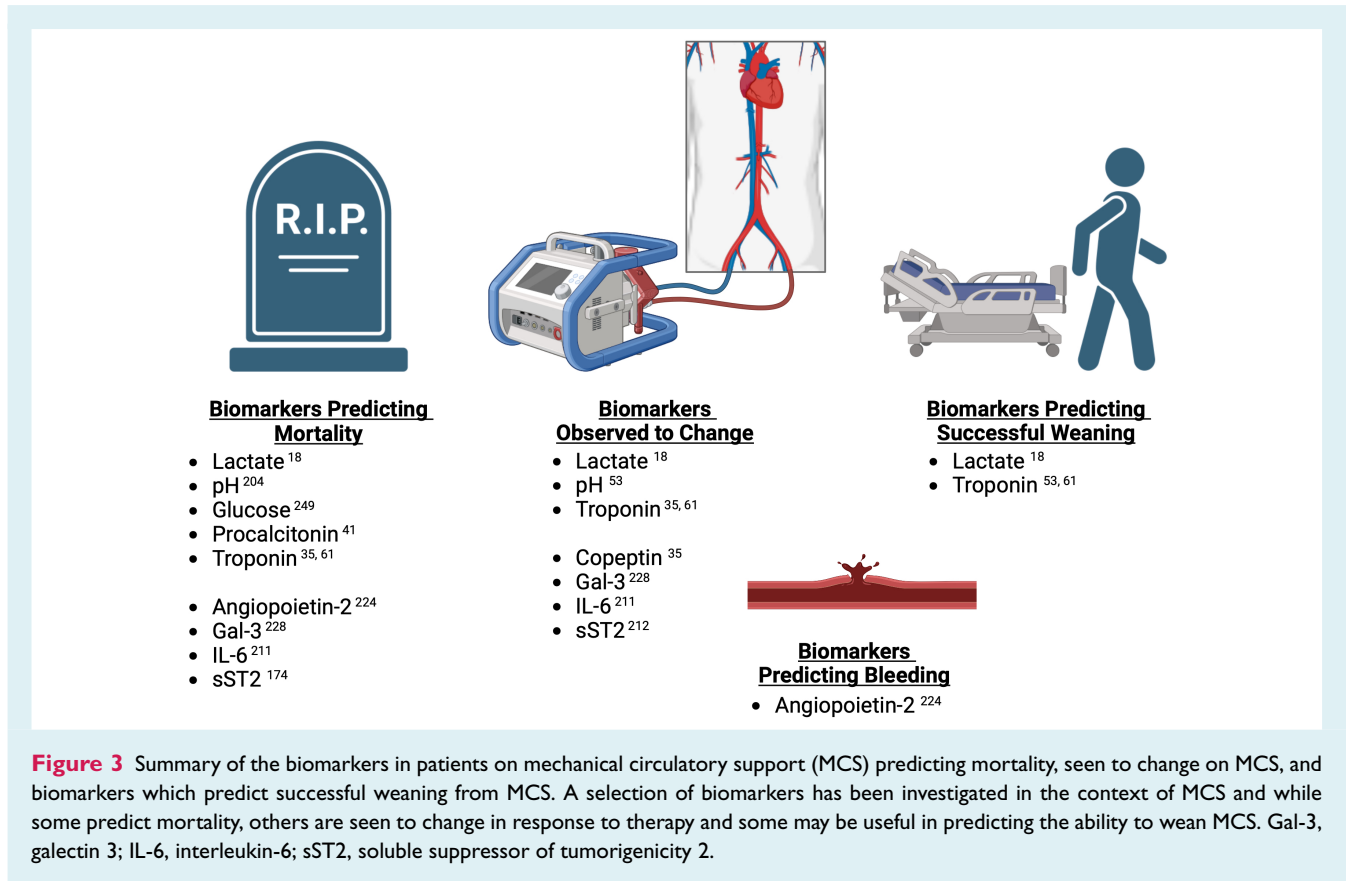 R.I.P.
Biomarkers Predicting
Mortality
• Lactate 18
• pH 204
• Glucose 249
• Procalcitonin 41
• Troponin 35, 61
• Angiopoietin-2 224
• Gal-3 228
• IL-6 211
• sST2 174
Biomarkers
Observed to Change
• Lactate 18
• pH 53
• Troponin 35, 61
• Copeptin 35
• Gal-3 228
• IL-6 211
• sST2 212
Biomarkers Predicting
Successful Weaning
• Lactate 18
• Troponin 53, 61
Biomarkers
Predicting Bleeding
• Angiopoietin-2 224
Figure 3 Summary of the biomarkers in patients on mechanical circulatory support (MCS) predicting mortality, seen to change on MCS, and
biomarkers which predict successful weaning from MCS. A selection of biomarkers has been investigated in the context of MCS and while
some predict mortality, others are seen to change in response to therapy and some may be useful in predicting the ability to wean MCS. Gal-3,
galectin 3; IL-6, interleukin-6; sST2, soluble suppressor of tumorigenicity 2.